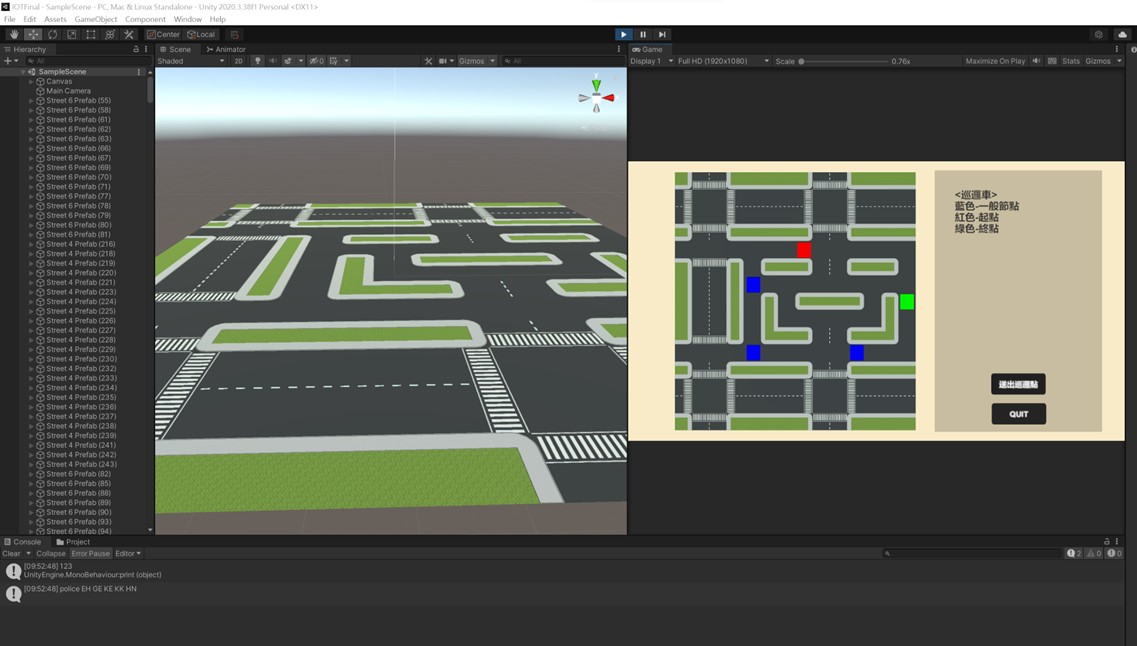 IOTFinal - SampleScene - PC, Mac & Linux Standalone - Unity 2020.3.38f1 Personal <DX11>
File Edit Assets GameObject Component Window Help
Center Local
Hierarchy
All
SampleScene
Canvas
Main Camera
Street 6 Prefab (55)
Street 6 Prefab (58)
Street 6 Prefab (61)
Street 6 Prefab (62)
Street 6 Prefab (63)
Street 6 Prefab (66)
Street 6 Prefab (67)
Street 6 Prefab (69)
Street 6 Prefab (70)
Street 6 Prefab (71)
Street 6 Prefab (77)
Street 6 Prefab (78)
Street 6 Prefab (79)
Street 6 Prefab (80)
Street 6 Prefab (81)
Street 4 Prefab (216)
Street 4 Prefab (218)
Street 4 Prefab (219)
Street 4 Prefab (220)
Street 4 Prefab (221)
Street 4 Prefab (223)
Street 4 Prefab (224)
Street 4 Prefab (225)
Street 4 Prefab (226)
Street 4 Prefab (227)
Street 4 Prefab (228)
Street 4 Prefab (229)
Street 4 Prefab (230)
Street 4 Prefab (232)
Street 4 Prefab (233)
Street 4 Prefab (234)
Street 4 Prefab (235)
Street 4 Prefab (236)
Street 4 Prefab (237)
Street 4 Prefab (238)
Street 4 Prefab (239)
Street 4 Prefab (241)
Street 4 Prefab (242)
Street 4 Prefab (243)
Street 6 Prefab (82)
Street 6 Prefab (85)
Street 6 Prefab (88)
Street 6 Prefab (89)
Street 6 Prefab (90)
Street 6 Prefab (93)
Street 6 Prefab (94)
Scene Animator
Shaded 2D 0 Gizmos All
Game
Display 1 Full HD (1920x1080) Scale 0.76x Maximize On Play Stats Gizmos
<巡邏車>
藍色-一般節點
紅色-起點
綠色-終點
送出巡邏點
QUIT
Console Project
Clear Collapse Error Pause Editor 2 0 0
[09:52:48] 123
UnityEngine.MonoBehaviour:print (object)
[09:52:48] police EH GE KE KK HN